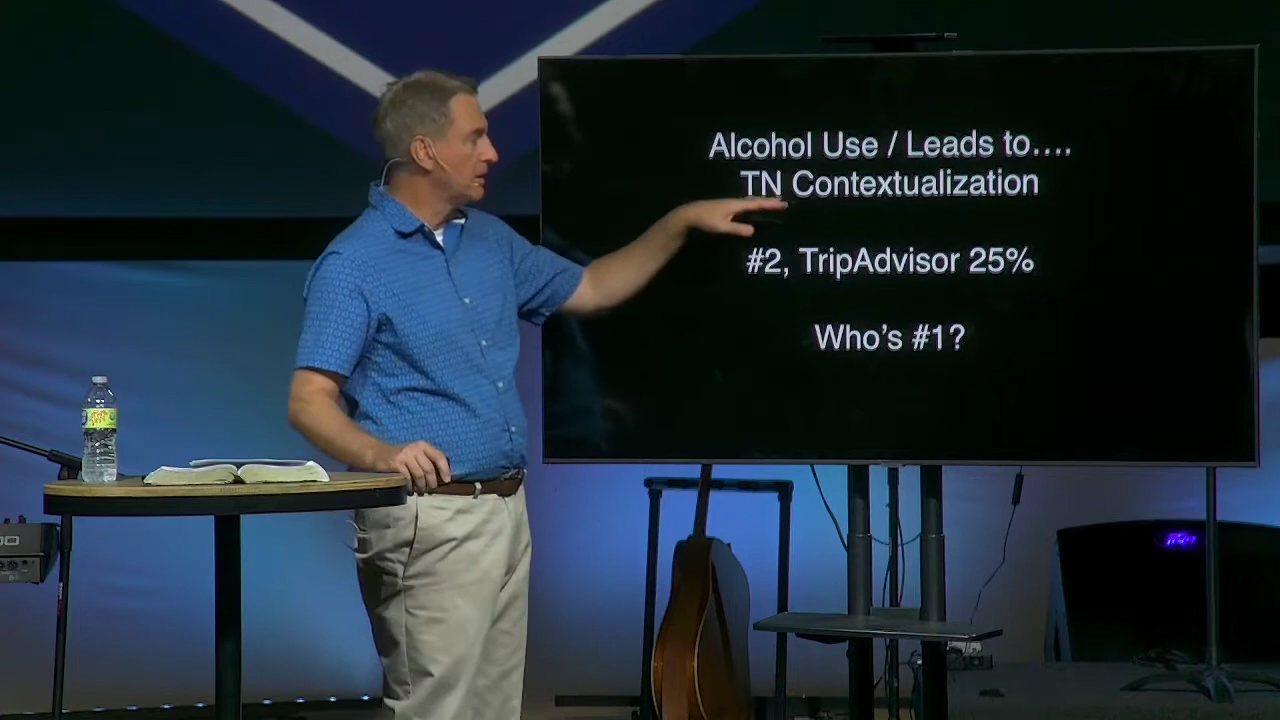 Alcohol Use / Leads to....
TN Contextualization
#2, TripAdvisor 25%
Who's #1?